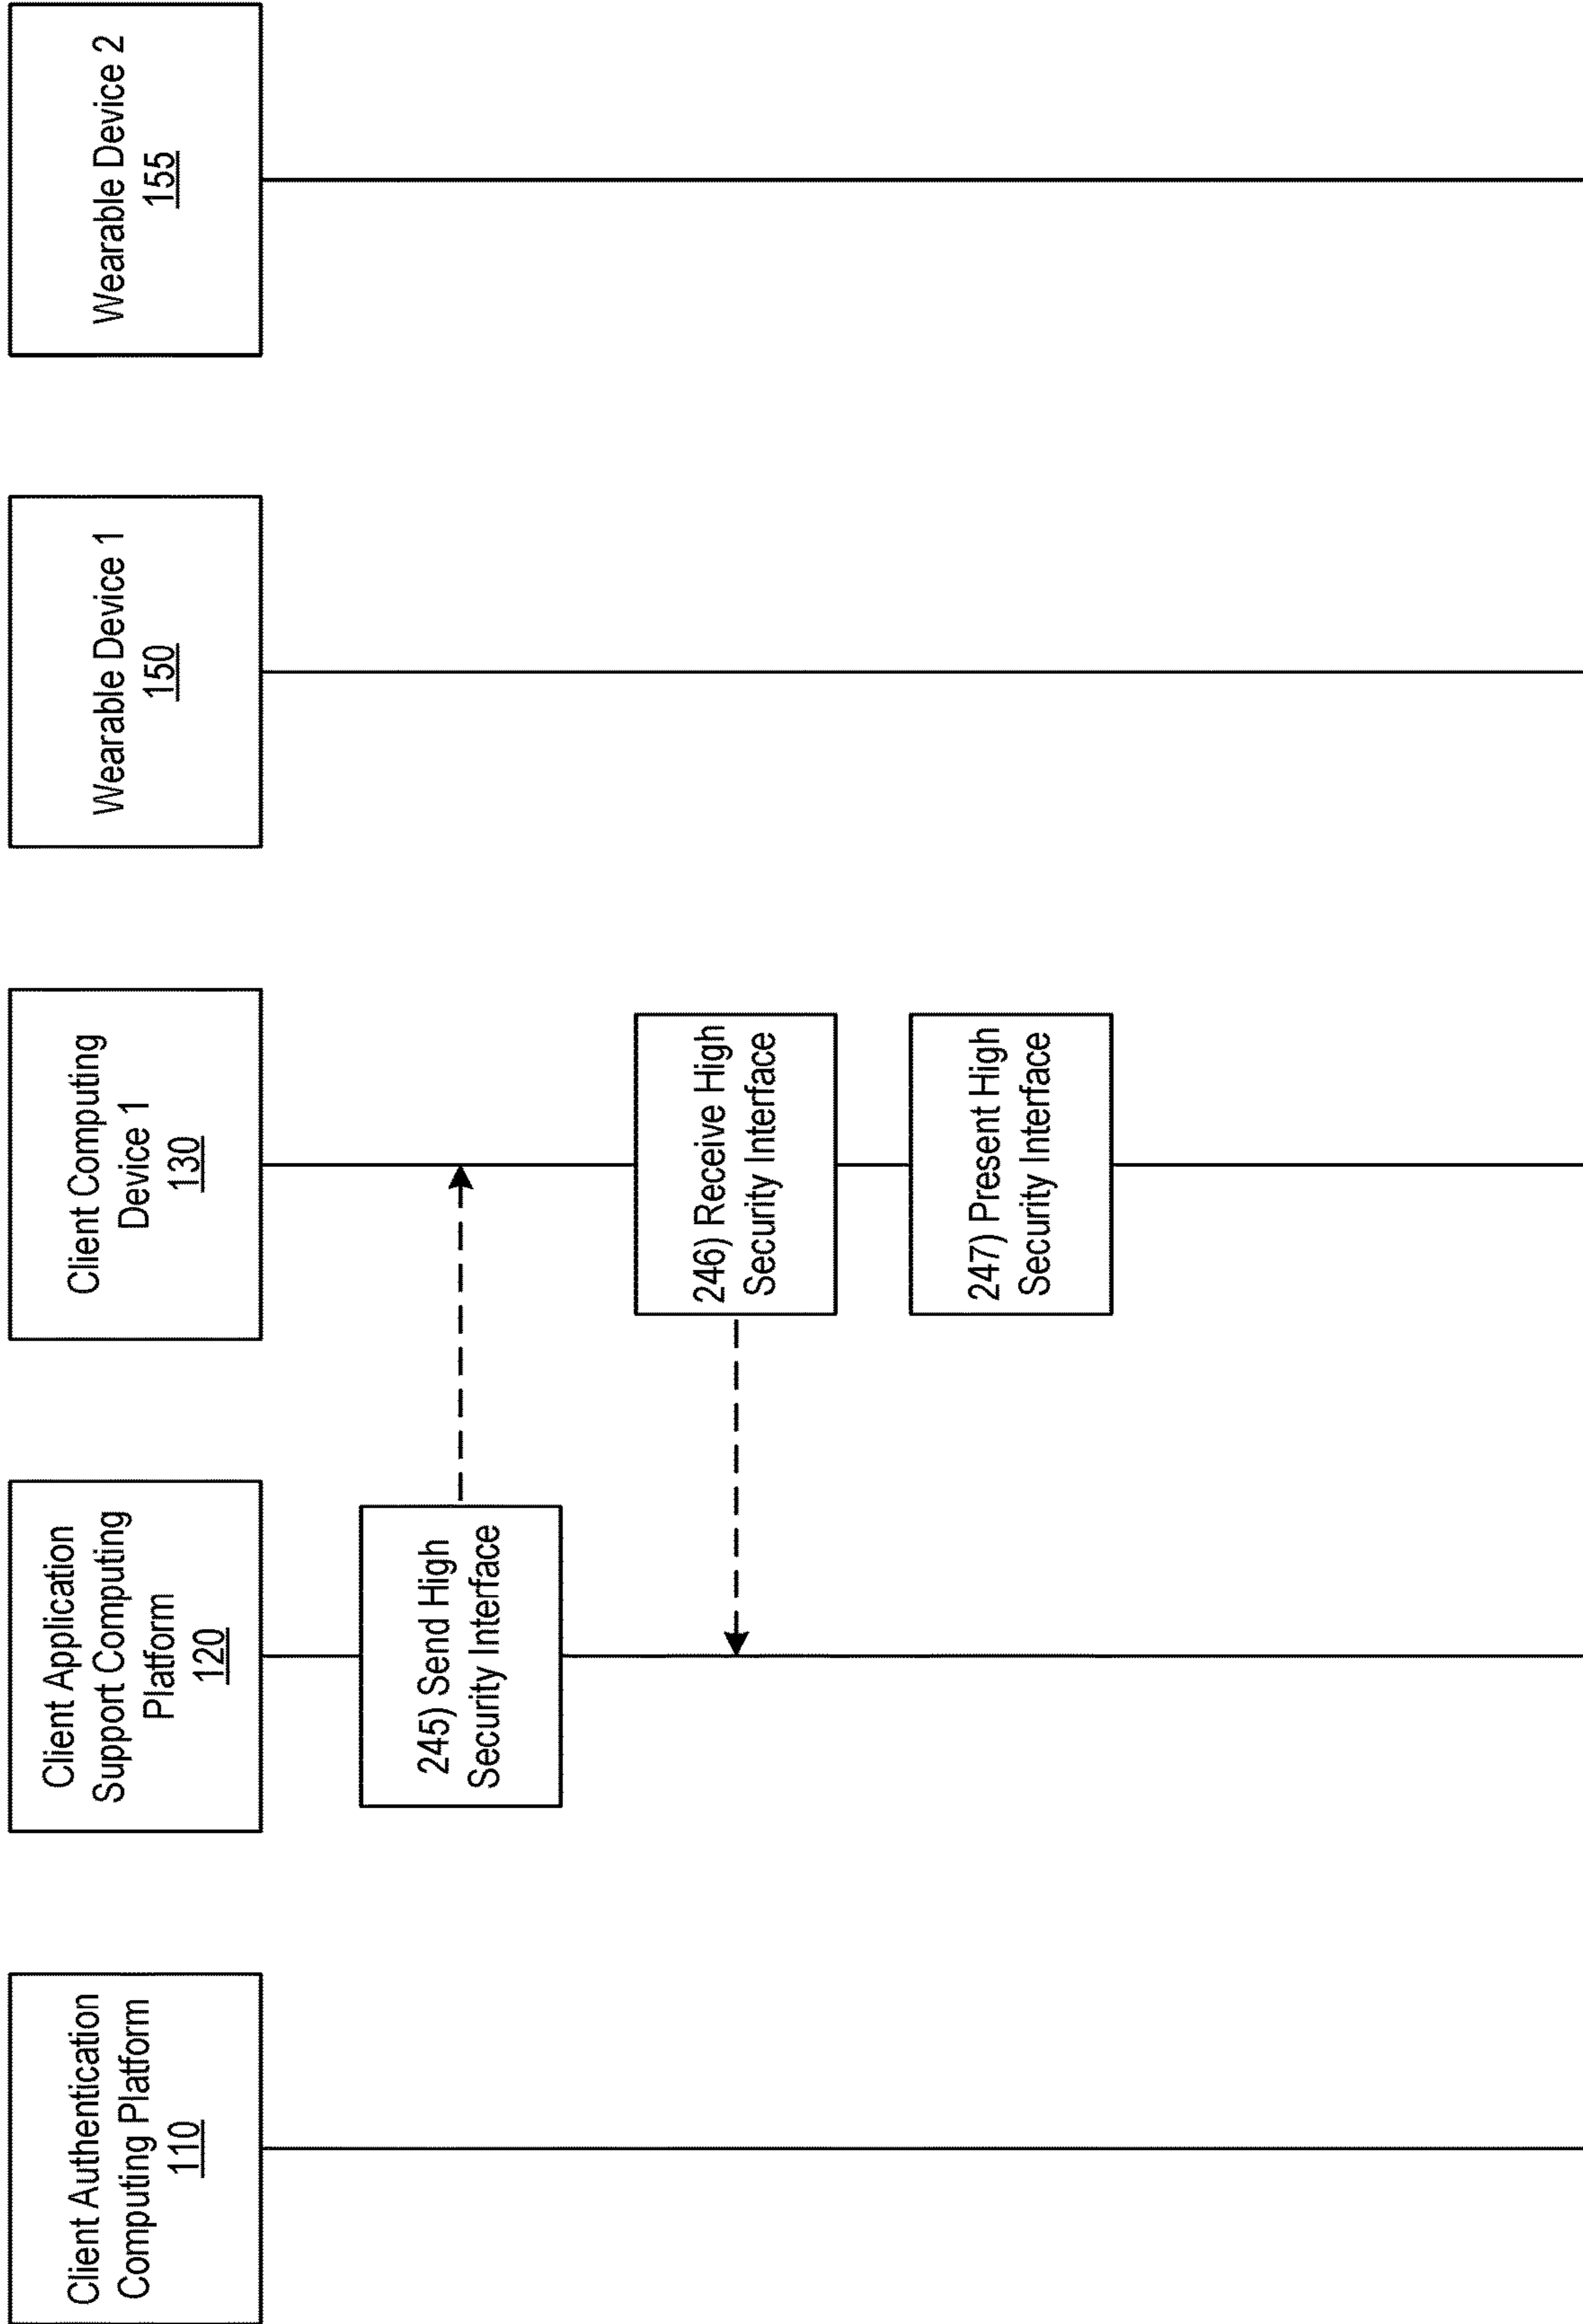 Client Authentication
Computing Platform
110
Client Application
Support Computing
Platform
120
Client Computing
Device 1
130
Wearable Device 1
150
Wearable Device 2
155
245) Send High
Security Interface
246) Receive High
Security Interface
247) Present High
Security Interface